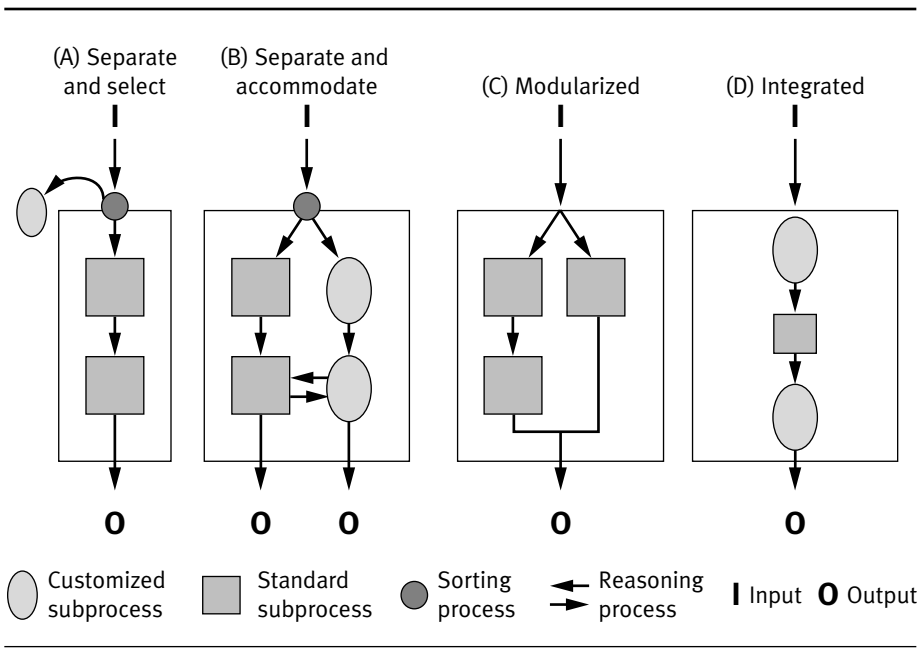 (A) Separate
and select
(B) Separate and
accommodate
(C) Modularized
(D) Integrated
I
I
I
I
O
O
O
O
O
Customized
subprocess
Standard
subprocess
Sorting
process
Reasoning
process
I Input
O Output